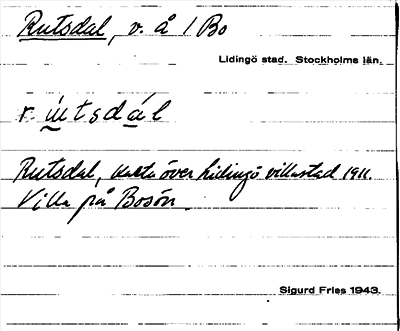 Rutsdal, v. å 1 Bo
Lidingö stad. Stockholms län.
r. ú̱tsdá̱l
Rutsdal, karta över Lidingö villastad 1911.
Villa på Bosön.
Sigurd Fries 1943.